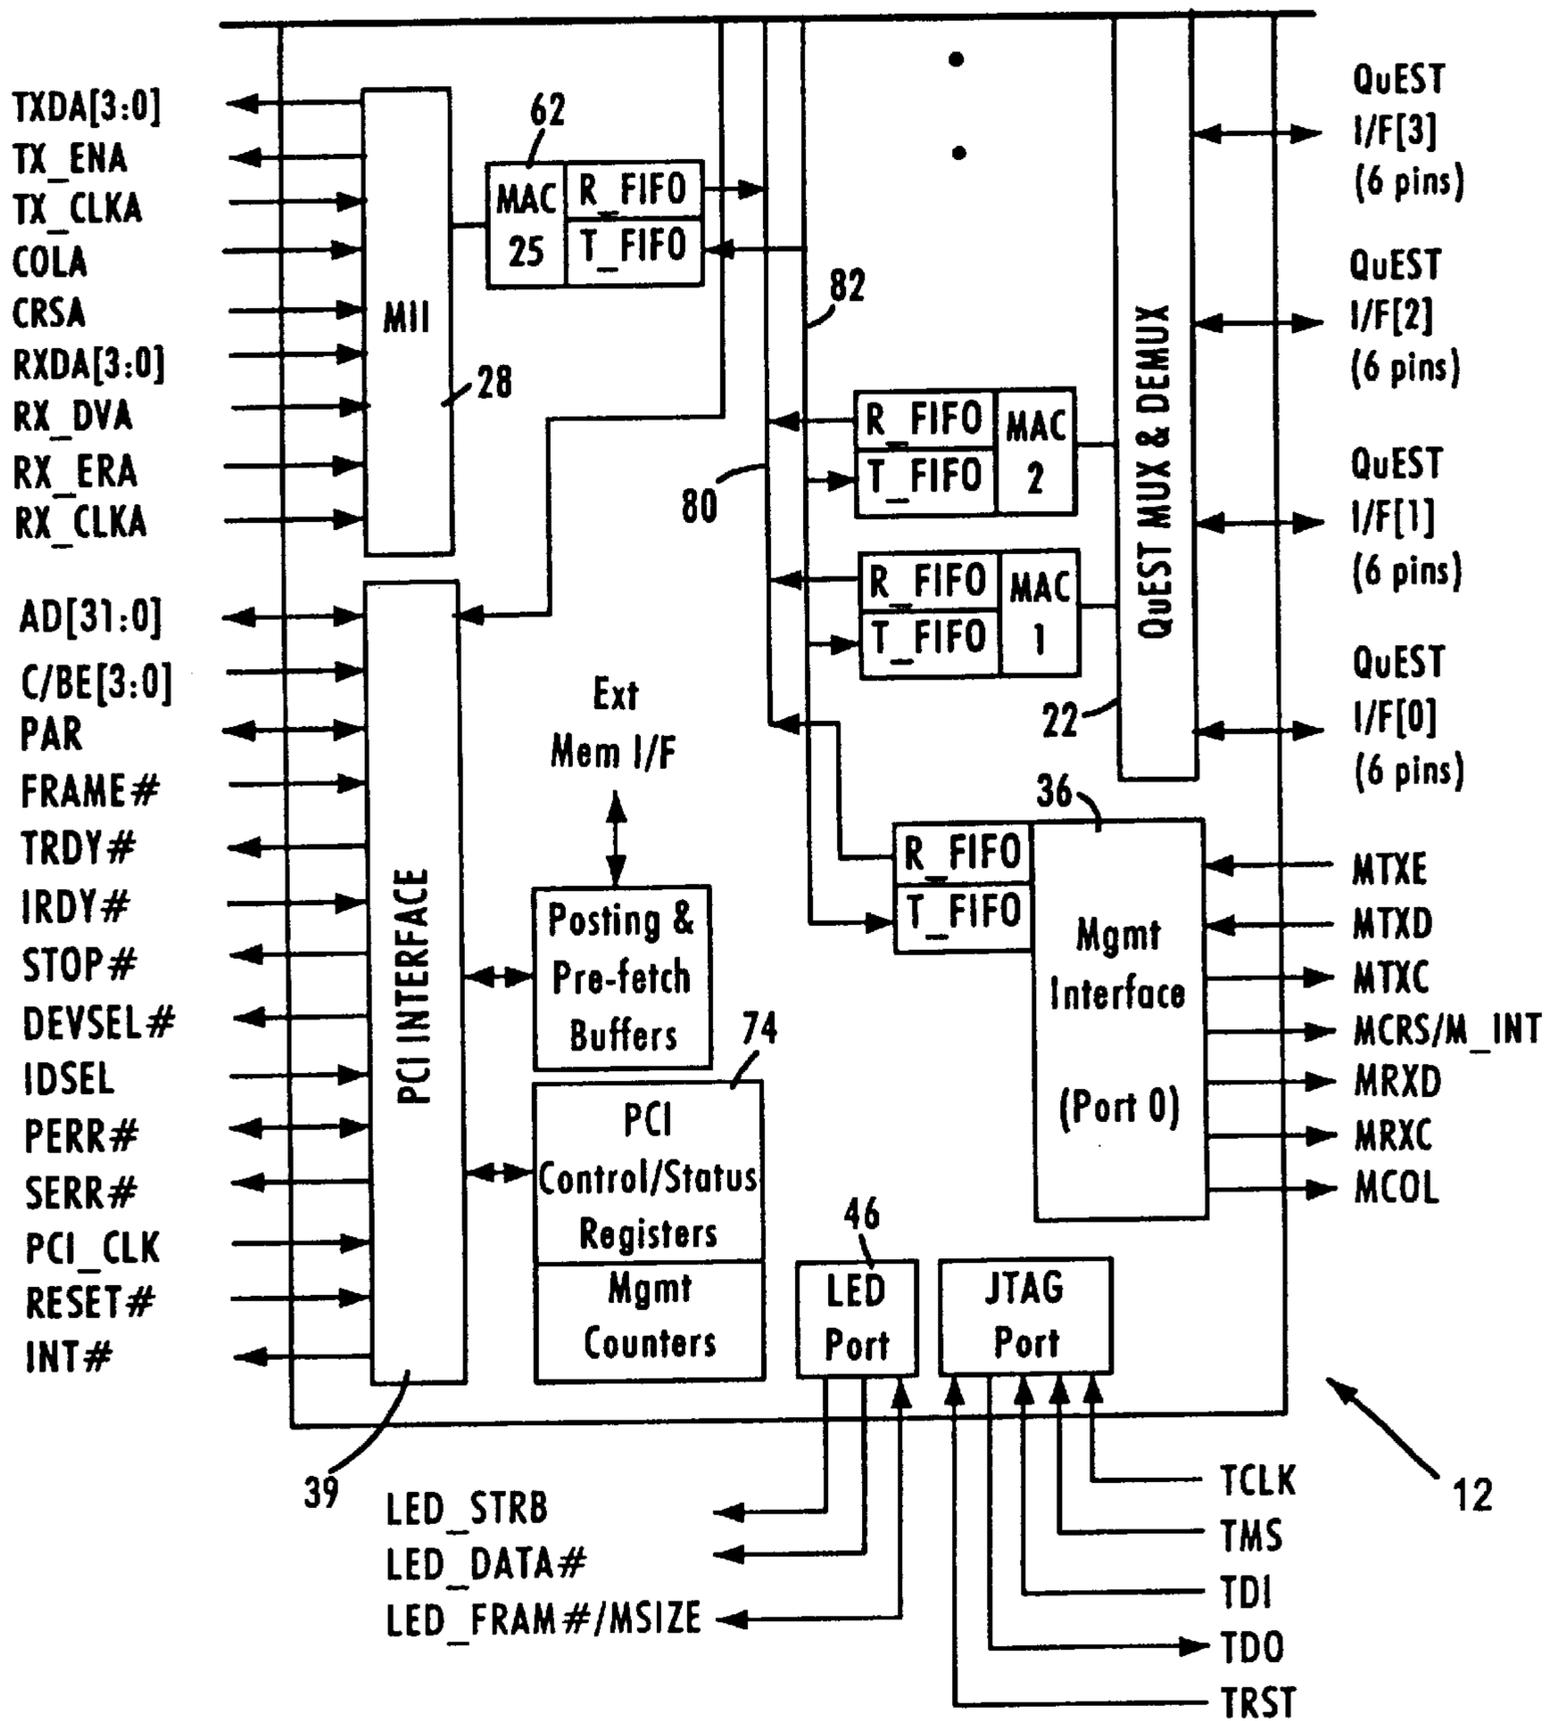 TXDA[3:0]
TX_ENA
TX_CLKA
COLA
CRSA
RXDA[3:0]
RX_DVA
RX_ERA
RX_CLKA
MII
28
62
MAC
25
R_FIFO
T_FIFO
82
80
R_FIFO
T_FIFO
MAC
2
R_FIFO
T_FIFO
MAC
1
QuEST MUX & DEMUX
22
QuEST
I/F[3]
(6 pins)
QuEST
I/F[2]
(6 pins)
QuEST
I/F[1]
(6 pins)
QuEST
I/F[0]
(6 pins)
AD[31:0]
C/BE[3:0]
PAR
FRAME#
TRDY#
IRDY#
STOP#
DEVSEL#
IDSEL
PERR#
SERR#
PCI_CLK
RESET#
INT#
PCI INTERFACE
39
Ext
Mem I/F
Posting &
Pre-fetch
Buffers
74
PCI
Control/Status
Registers
Mgmt
Counters
36
R_FIFO
T_FIFO
Mgmt
Interface
(Port 0)
MTXE
MTXD
MTXC
MCRS/M_INT
MRXD
MRXC
MCOL
46
LED
Port
JTAG
Port
LED_STRB
LED_DATA#
LED_FRAM#/MSIZE
TCLK
TMS
TDI
TDO
TRST
12